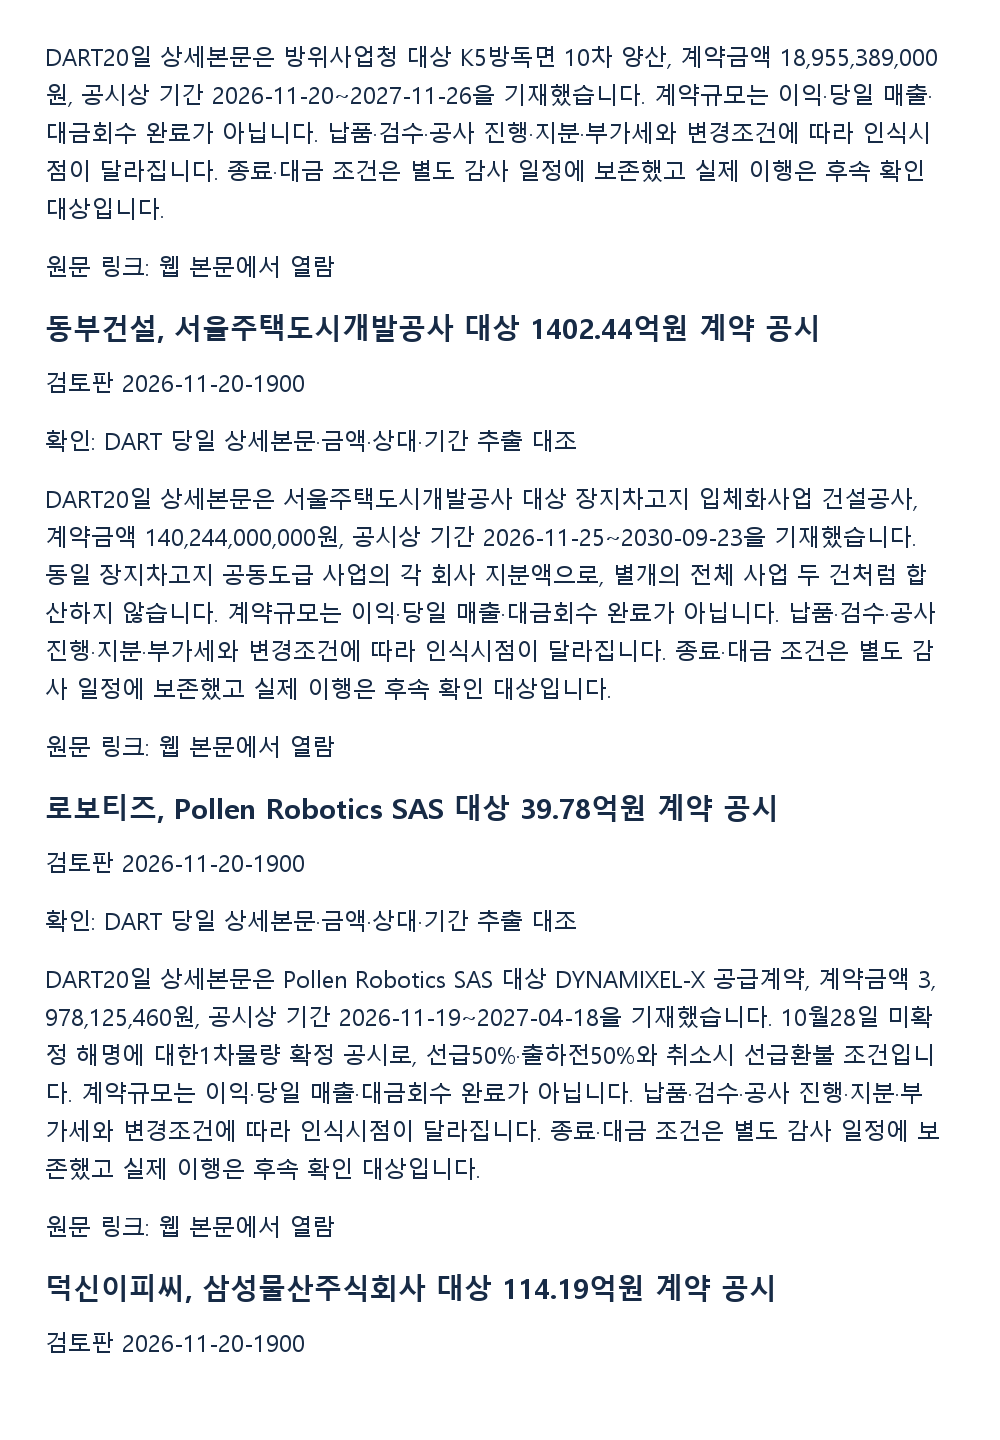 DART20일 상세본문은 방위사업청 대상 K5방독면 10차 양산, 계약금액 18,955,389,000
원, 공시상 기간 2026-11-20~2027-11-26을 기재했습니다. 계약규모는 이익·당일 매출·
대금회수 완료가 아닙니다. 납품·검수·공사 진행·지분·부가세와 변경조건에 따라 인식시
점이 달라집니다. 종료·대금 조건은 별도 감사 일정에 보존했고 실제 이행은 후속 확인
대상입니다.
원문 링크: 웹 본문에서 열람
동부건설, 서울주택도시개발공사 대상 1402.44억원 계약 공시
검토판 2026-11-20-1900
확인: DART 당일 상세본문·금액·상대·기간 추출 대조
DART20일 상세본문은 서울주택도시개발공사 대상 장지차고지 입체화사업 건설공사,
계약금액 140,244,000,000원, 공시상 기간 2026-11-25~2030-09-23을 기재했습니다.
동일 장지차고지 공동도급 사업의 각 회사 지분액으로, 별개의 전체 사업 두 건처럼 합
산하지 않습니다. 계약규모는 이익·당일 매출·대금회수 완료가 아닙니다. 납품·검수·공사
진행·지분·부가세와 변경조건에 따라 인식시점이 달라집니다. 종료·대금 조건은 별도 감
사 일정에 보존했고 실제 이행은 후속 확인 대상입니다.
원문 링크: 웹 본문에서 열람
로보티즈, Pollen Robotics SAS 대상 39.78억원 계약 공시
검토판 2026-11-20-1900
확인: DART 당일 상세본문·금액·상대·기간 추출 대조
DART20일 상세본문은 Pollen Robotics SAS 대상 DYNAMIXEL-X 공급계약, 계약금액 3,
978,125,460원, 공시상 기간 2026-11-19~2027-04-18을 기재했습니다. 10월28일 미확
정 해명에 대한1차물량 확정 공시로, 선급50%·출하전50%와 취소시 선급환불 조건입니
다. 계약규모는 이익·당일 매출·대금회수 완료가 아닙니다. 납품·검수·공사 진행·지분·부
가세와 변경조건에 따라 인식시점이 달라집니다. 종료·대금 조건은 별도 감사 일정에 보
존했고 실제 이행은 후속 확인 대상입니다.
원문 링크: 웹 본문에서 열람
덕신이피씨, 삼성물산주식회사 대상 114.19억원 계약 공시
검토판 2026-11-20-1900